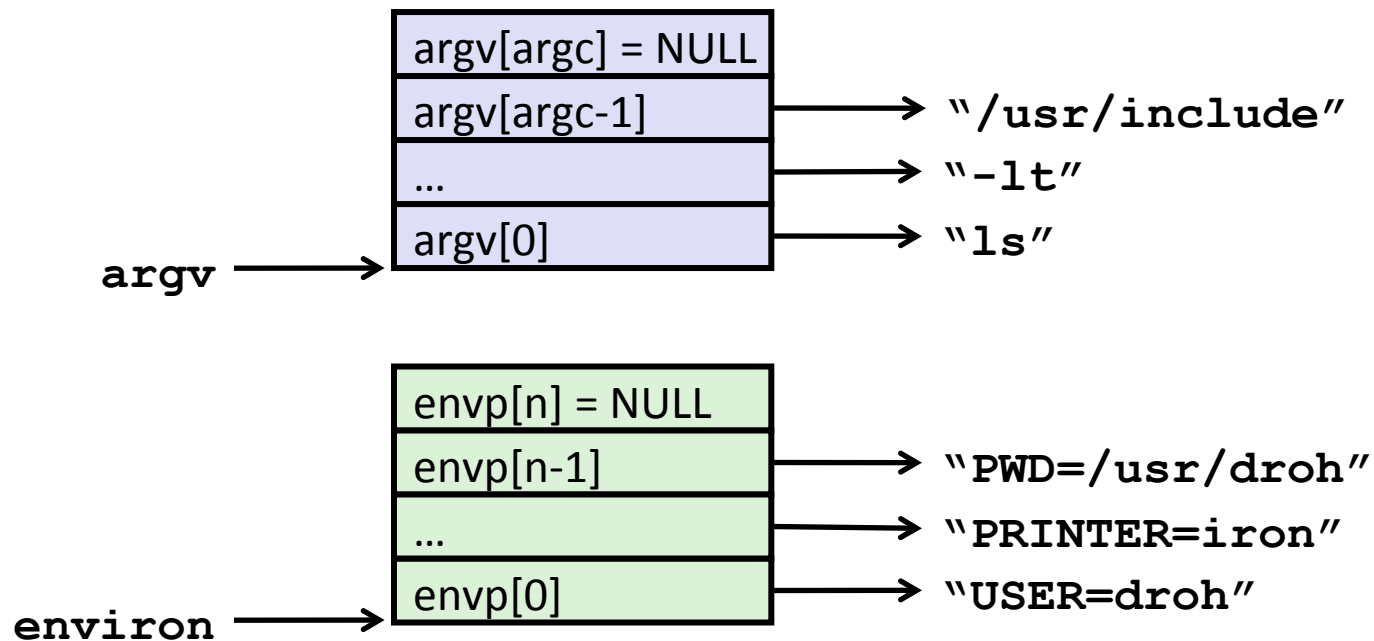 argv[argc] = NULL
argv[argc-1] “/usr/include”
… “-lt”
argv[0] “ls”
argv
envp[n] = NULL
envp[n-1] “PWD=/usr/droh”
… “PRINTER=iron”
envp[0] “USER=droh”
environ